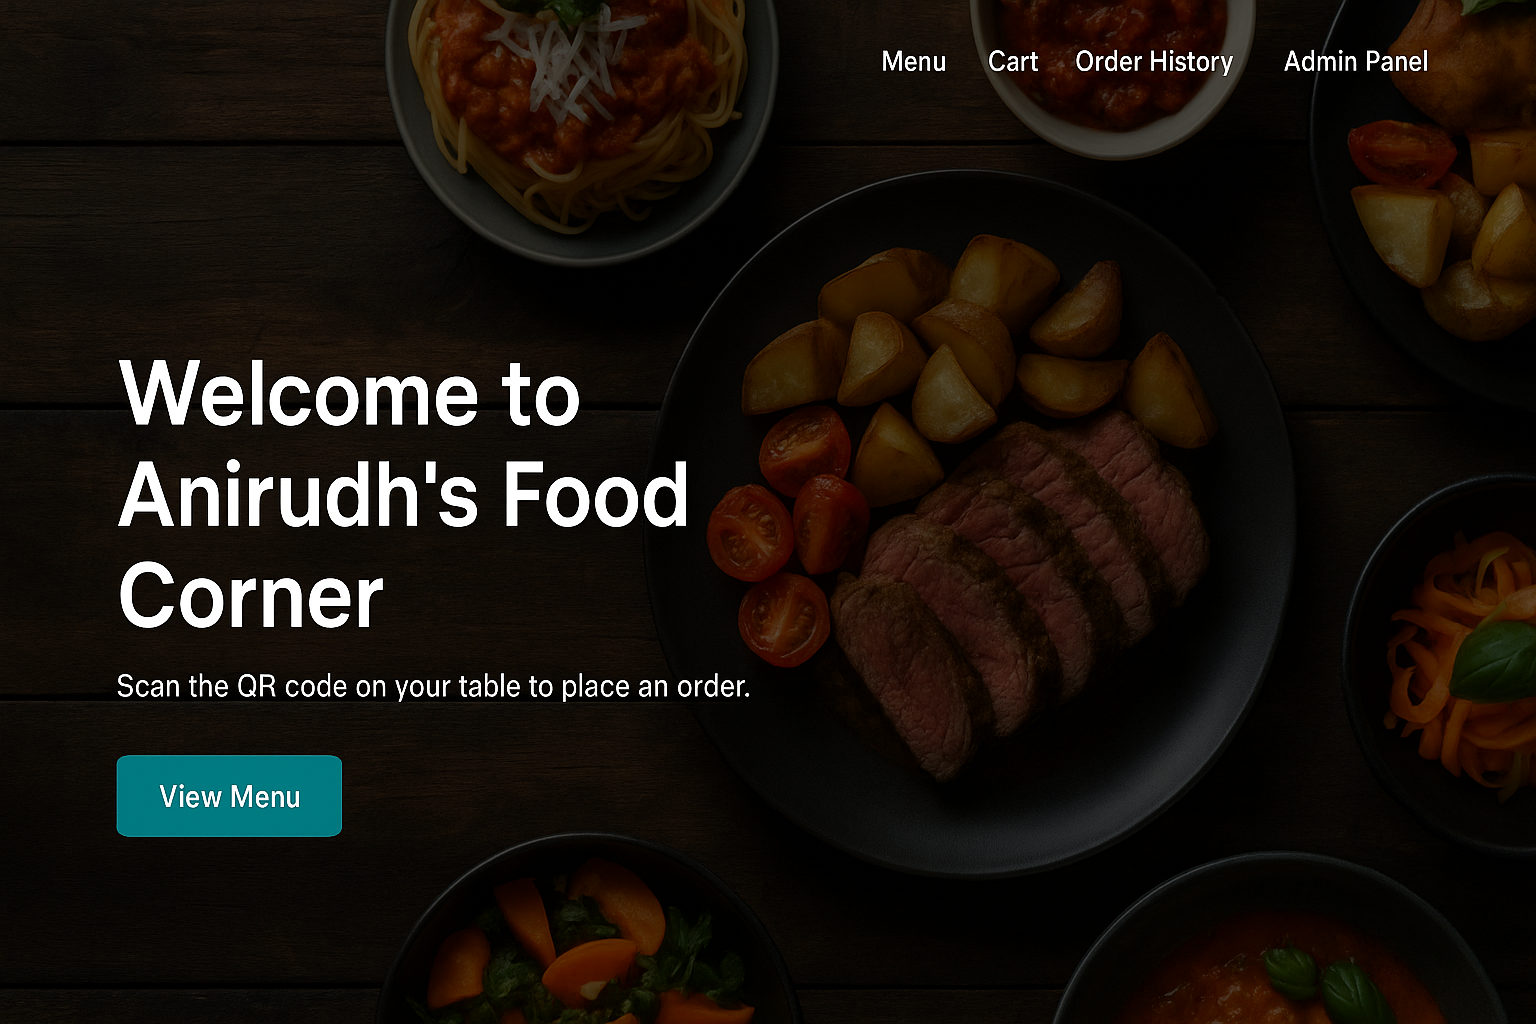 Menu Cart Order History Admin Panel
Welcome to
Anirudh's Food
Corner
Scan the QR code on your table to place an order.
View Menu